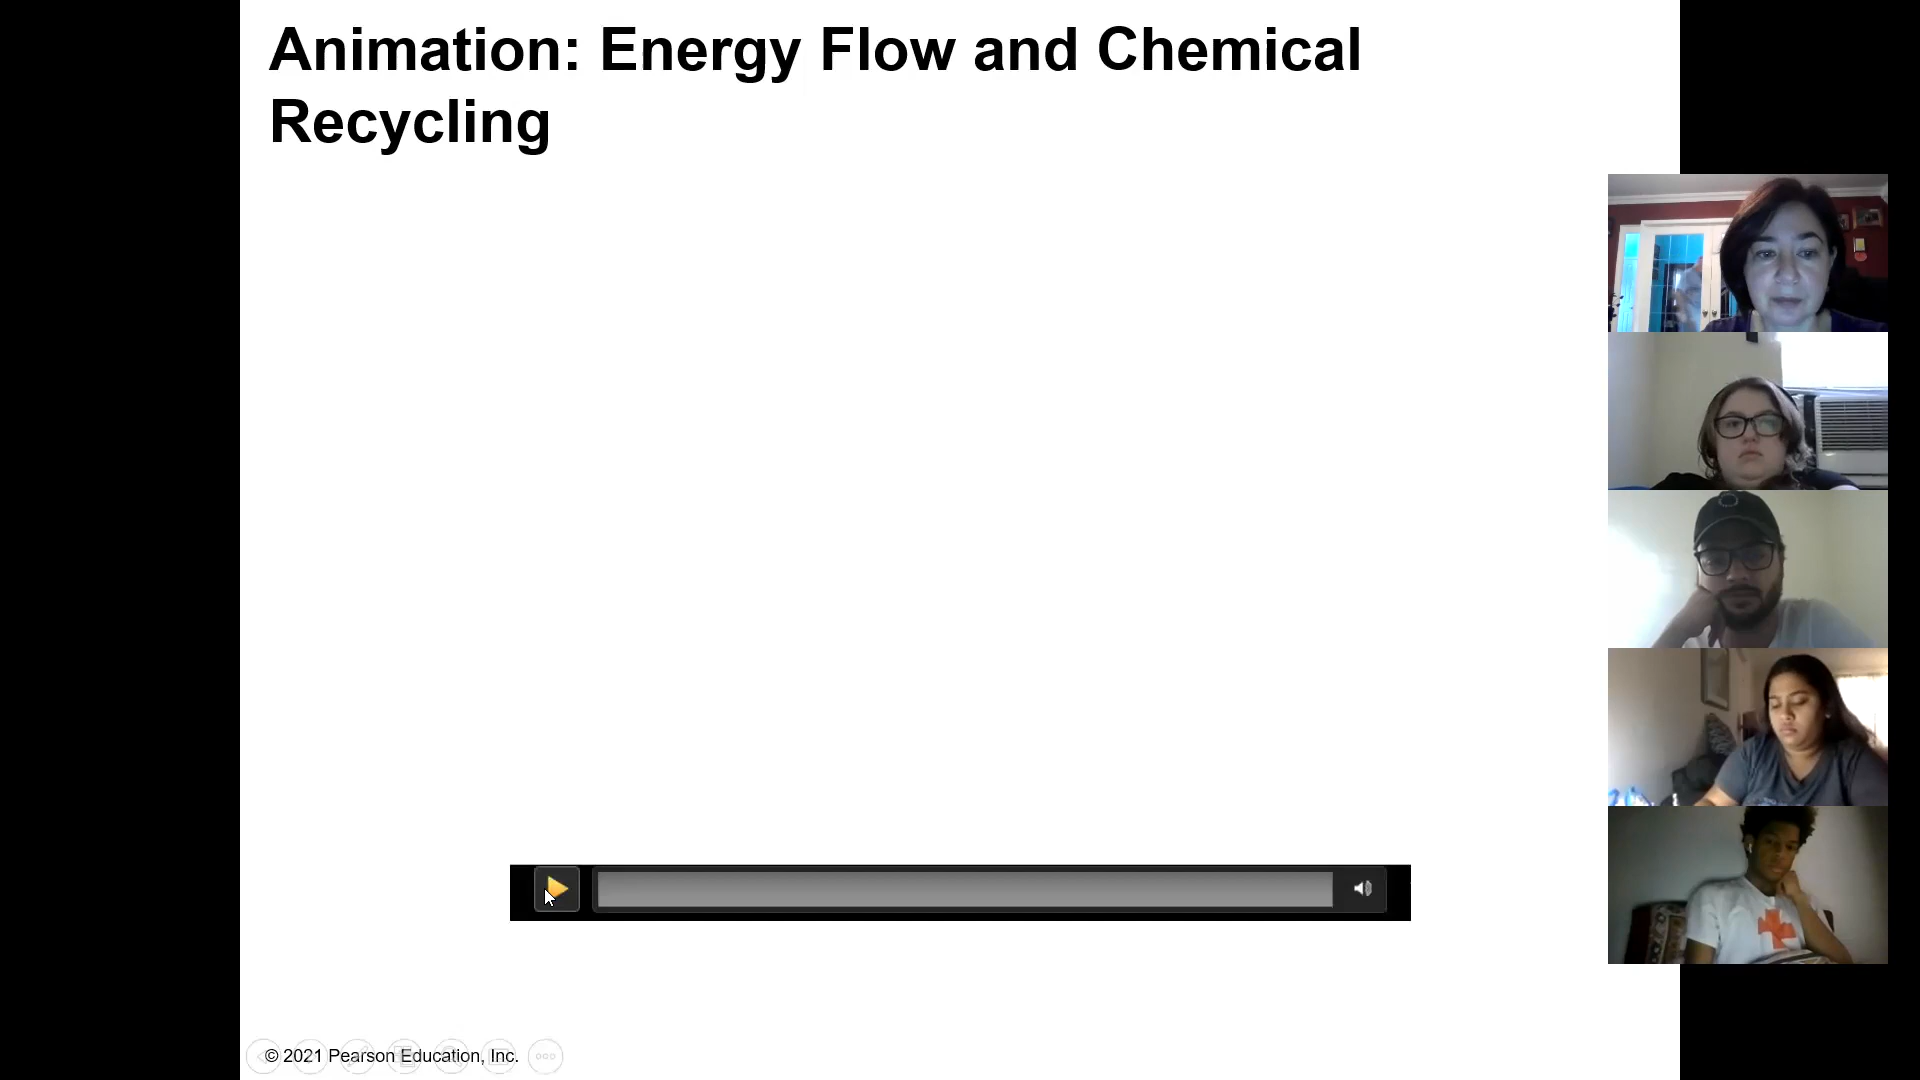 Animation: Energy Flow and Chemical
Recycling
© 2021 Pearson Education, Inc.